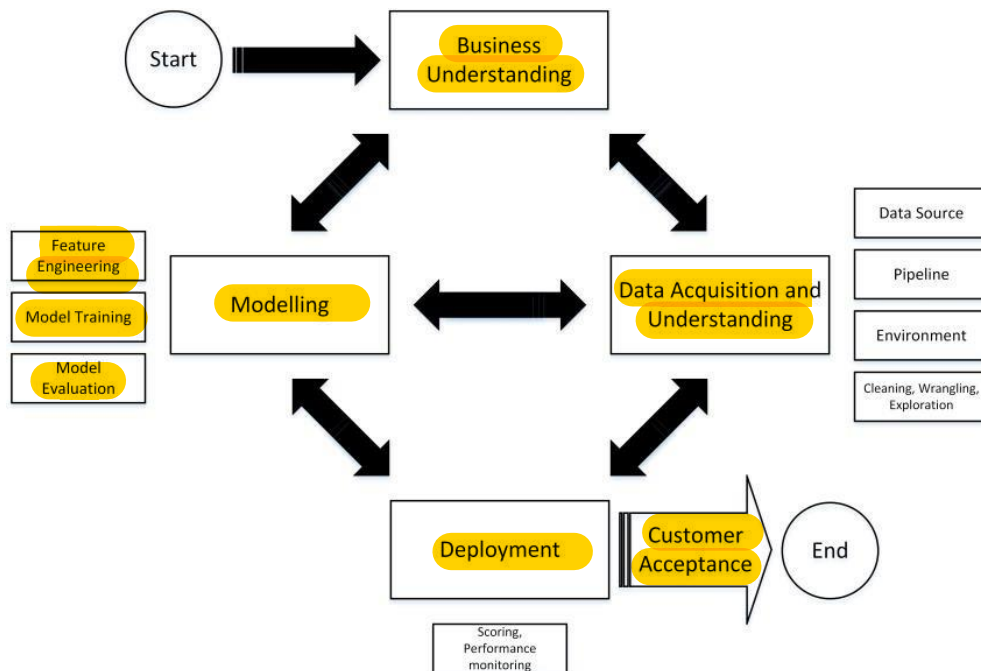 Start
Business
Understanding
Feature
Engineering
Model Training
Model
Evaluation
Modelling
Data Acquisition and
Understanding
Data Source
Pipeline
Environment
Cleaning, Wrangling,
Exploration
Deployment
Customer
Acceptance
End
Scoring,
Performance
monitoring